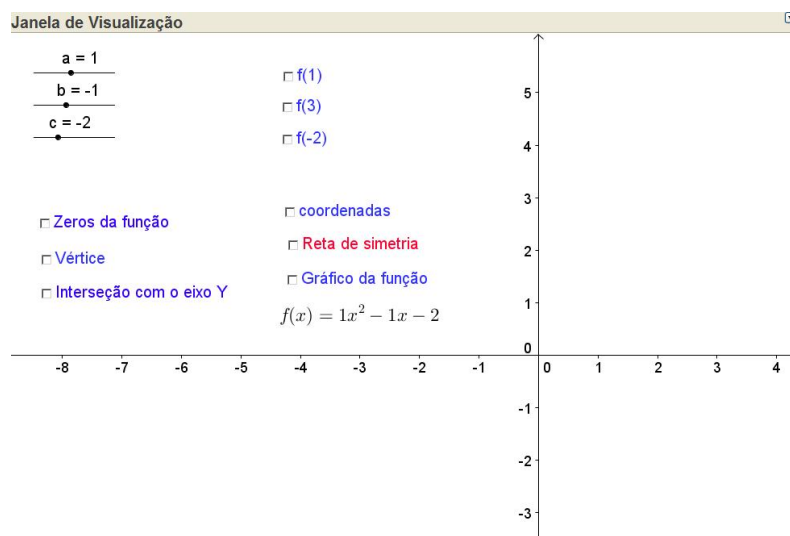 Janela de Visualização
a = 1
b = -1
c = -2
f(1)
f(3)
f(-2)
Zeros da função
Vértice
Interseção com o eixo Y
coordenadas
Reta de simetria
Gráfico da função
f(x) = 1x² − 1x − 2
5
4
3
2
1
0
-8 -7 -6 -5 -4 -3 -2 -1 0 1 2 3 4
-1
-2
-3